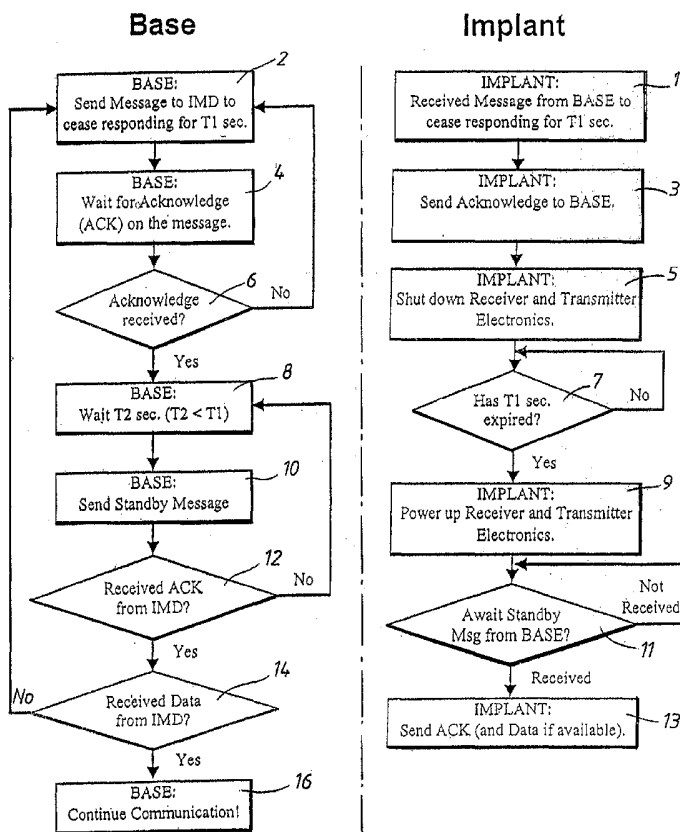 Base
2
BASE:
Send Message to IMD to
cease responding for T1 sec.
4
BASE:
Wait for Acknowledge
(ACK) on the message.
6
Acknowledge
received?
No
Yes
8
BASE:
Wait T2 sec. (T2 < T1)
10
BASE:
Send Standby Message
12
Received ACK
from IMD?
No
Yes
14
No
Received Data
from IMD?
Yes
16
BASE:
Continue Communication!
Implant
1
IMPLANT:
Received Message from BASE to
cease responding for T1 sec.
3
IMPLANT:
Send Acknowledge to BASE.
5
IMPLANT:
Shut down Receiver and Transmitter
Electronics.
7
Has T1 sec.
expired?
No
Yes
9
IMPLANT:
Power up Receiver and Transmitter
Electronics.
Not
Received
Await Standby
Msg from BASE?
11
Received
IMPLANT:
Send ACK (and Data if available).
13